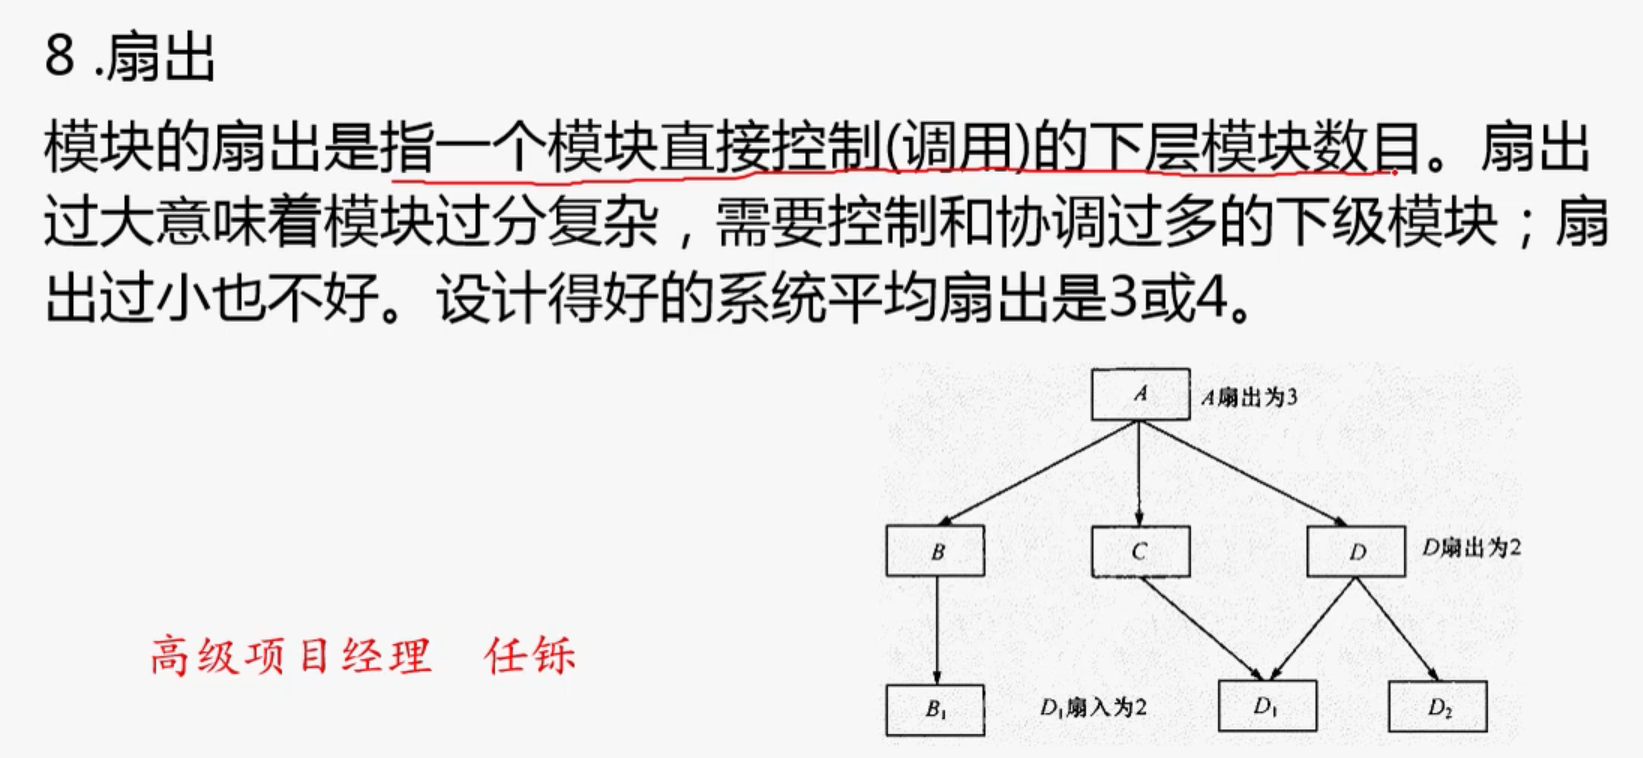 8 .扇出
模块的扇出是指一个模块直接控制(调用)的下层模块数目。扇出
过大意味着模块过分复杂，需要控制和协调过多的下级模块；扇
出过小也不好。设计得好的系统平均扇出是3或4。
A
A扇出为3
B
C
D
D扇出为2
高级项目经理 任铄
B₁
D₁扇入为2
D₁
D₂